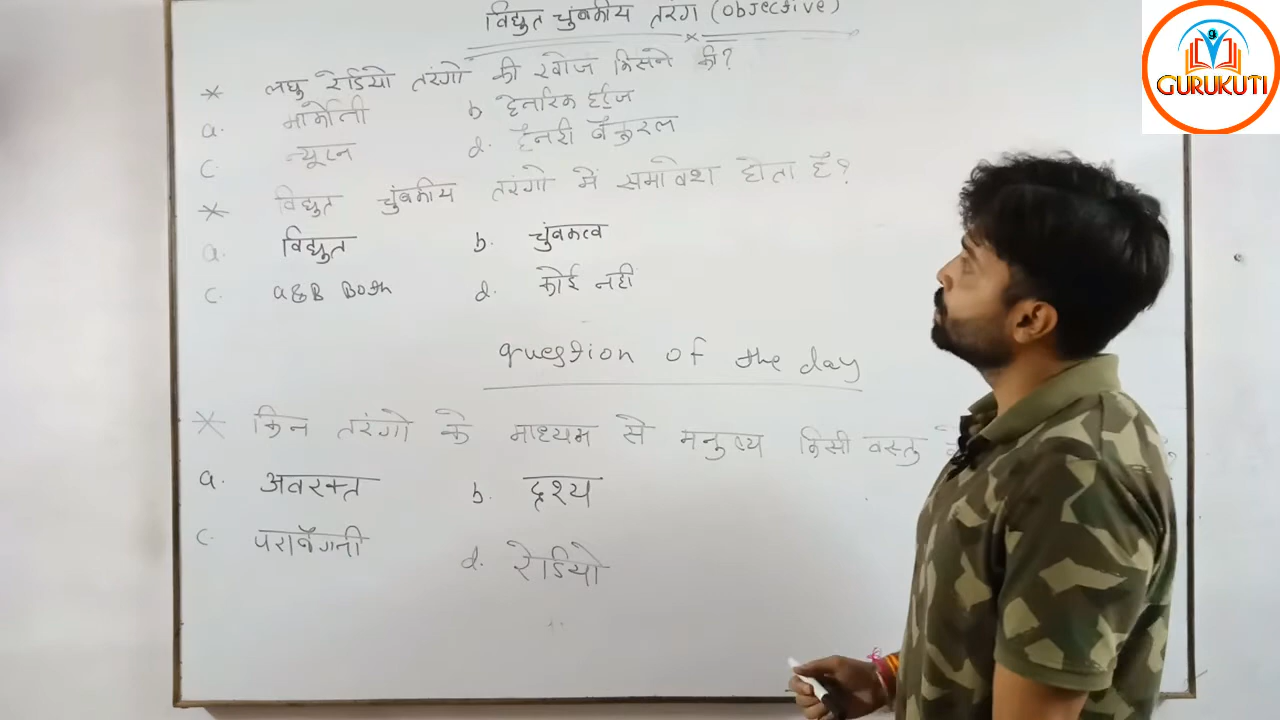 विद्युत चुंबकीय तरंग (objective)
* लघु रेडियो तरंगो की खोज किसने की?
a. मार्कोनी b. हेनरिक हर्ट्ज
c. न्यूटन d. हेनरी बैकुरल
* विद्युत चुंबकीय तरंगो में समावेश होता है?
a. विद्युत b. चुंबकत्व
c. a & B Both d. कोई नही
question of the day
* किन तरंगो के माध्यम से मनुष्य किसी वस्तु
a. अवरक्त b. दृश्य
c. पराबैंगनी d. रेडियो
GURUKUTI